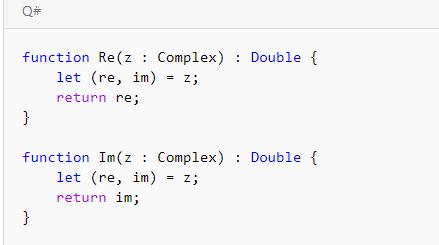 Q#
function Re(z : Complex) : Double {
    let (re, im) = z;
    return re;
}
function Im(z : Complex) : Double {
    let (re, im) = z;
    return im;
}